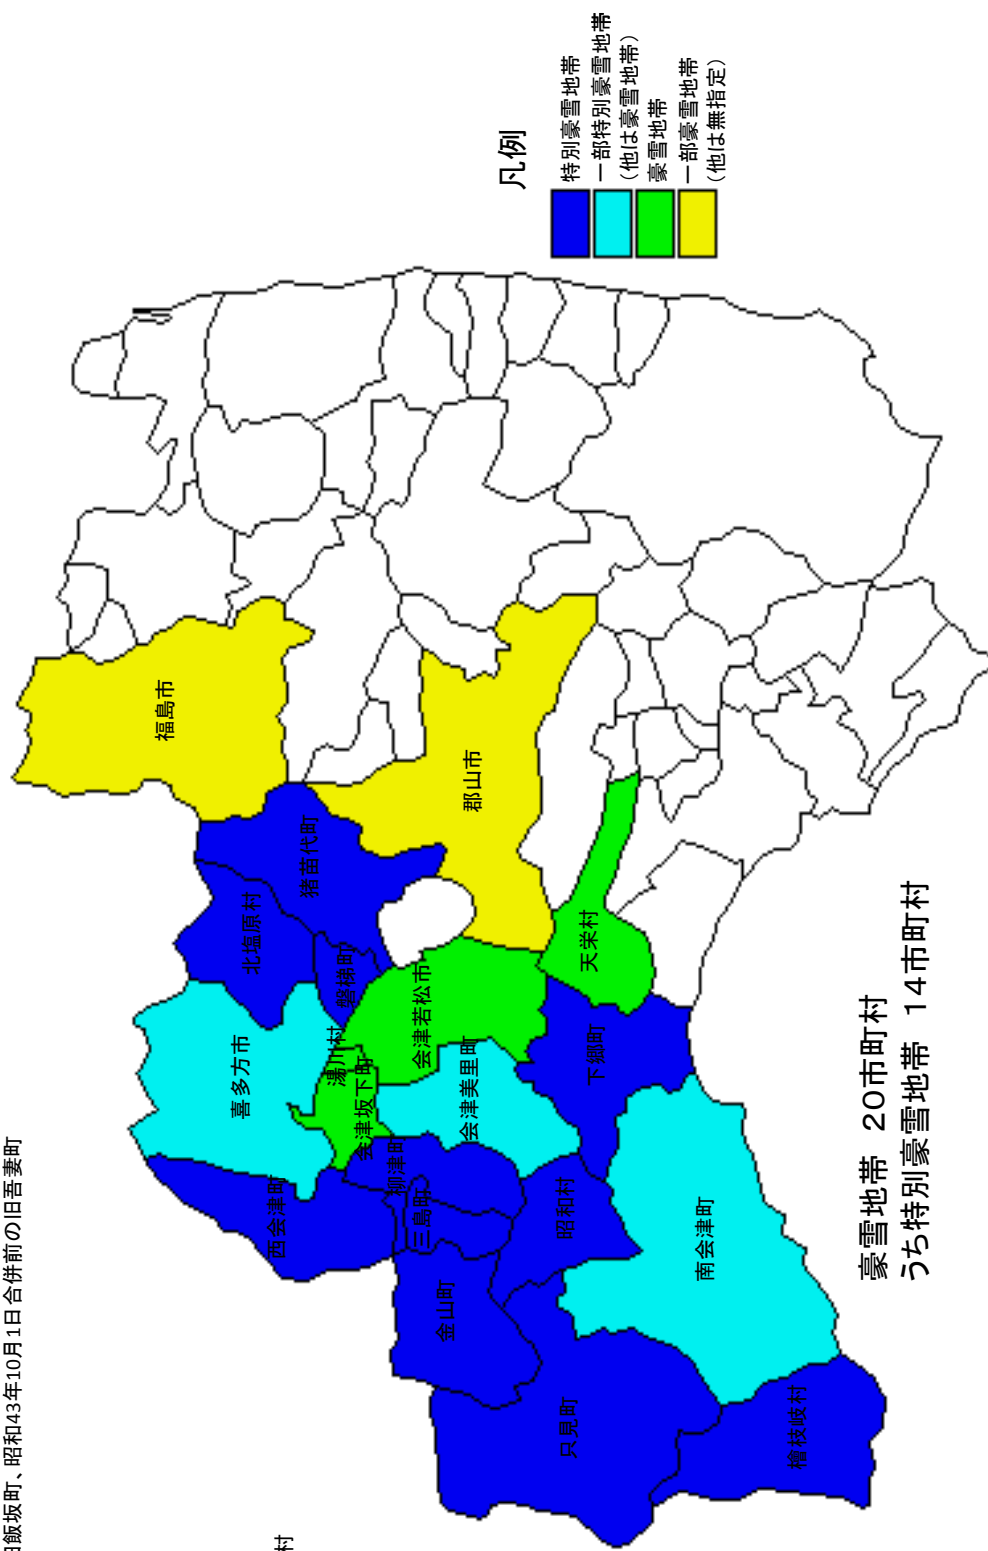 旧飯坂町、昭和43年10月1日合併前の旧吾妻町
村
凡例
特別豪雪地帯
一部特別豪雪地帯
(他は豪雪地帯)
豪雪地帯
一部豪雪地帯
(他は無指定)
福島市
郡山市
猪苗代町
北塩原村
磐梯町
天栄村
会津若松市
湯川村
喜多方市
会津坂下町
会津美里町
下郷町
柳津町
西会津町
三島町
昭和村
南会津町
金山町
只見町
檜枝岐村
豪雪地帯 20市町村
うち特別豪雪地帯 14市町村